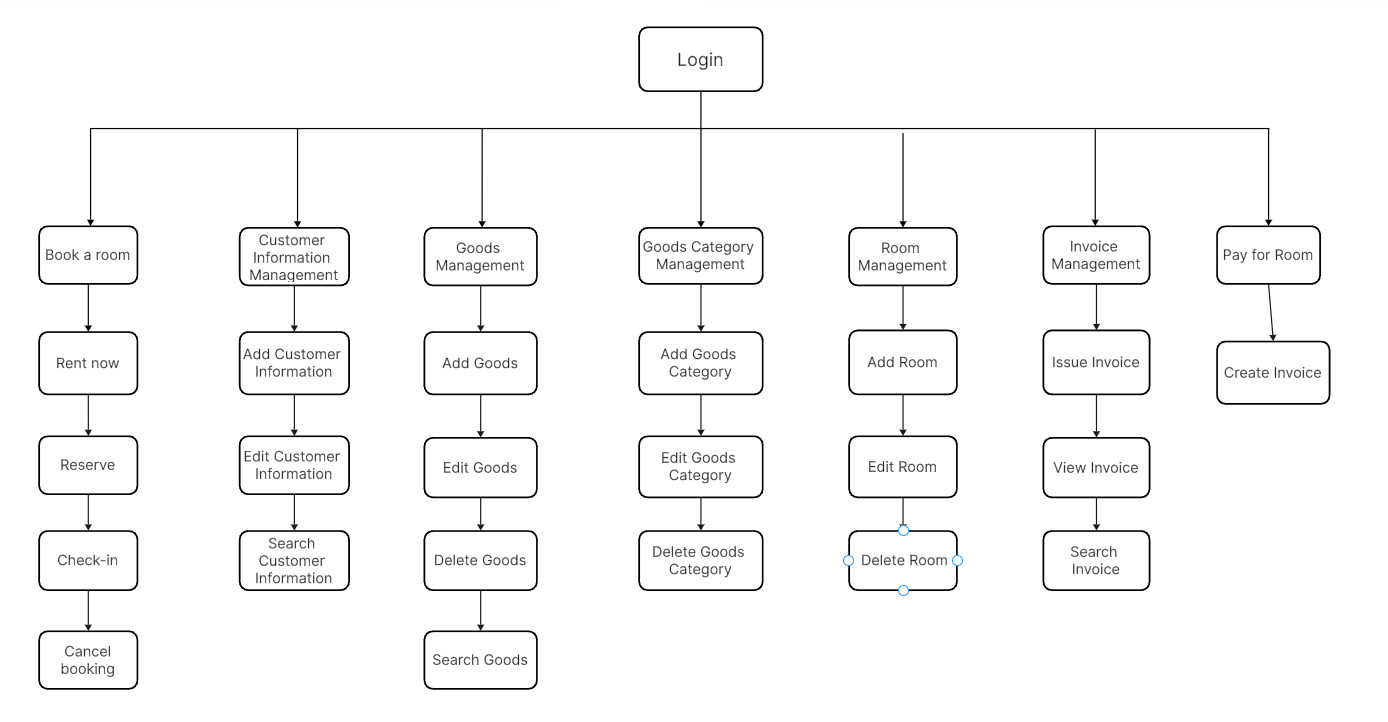 Login
Book a room
Rent now
Reserve
Check-in
Cancel
booking
Customer
Information
Management
Add Customer
Information
Edit Customer
Information
Search
Customer
Information
Goods
Management
Add Goods
Edit Goods
Delete Goods
Search Goods
Goods Category
Management
Add Goods
Category
Edit Goods
Category
Delete Goods
Category
Room
Management
Add Room
Edit Room
Delete Room
Invoice
Management
Issue Invoice
View Invoice
Search
Invoice
Pay for Room
Create Invoice